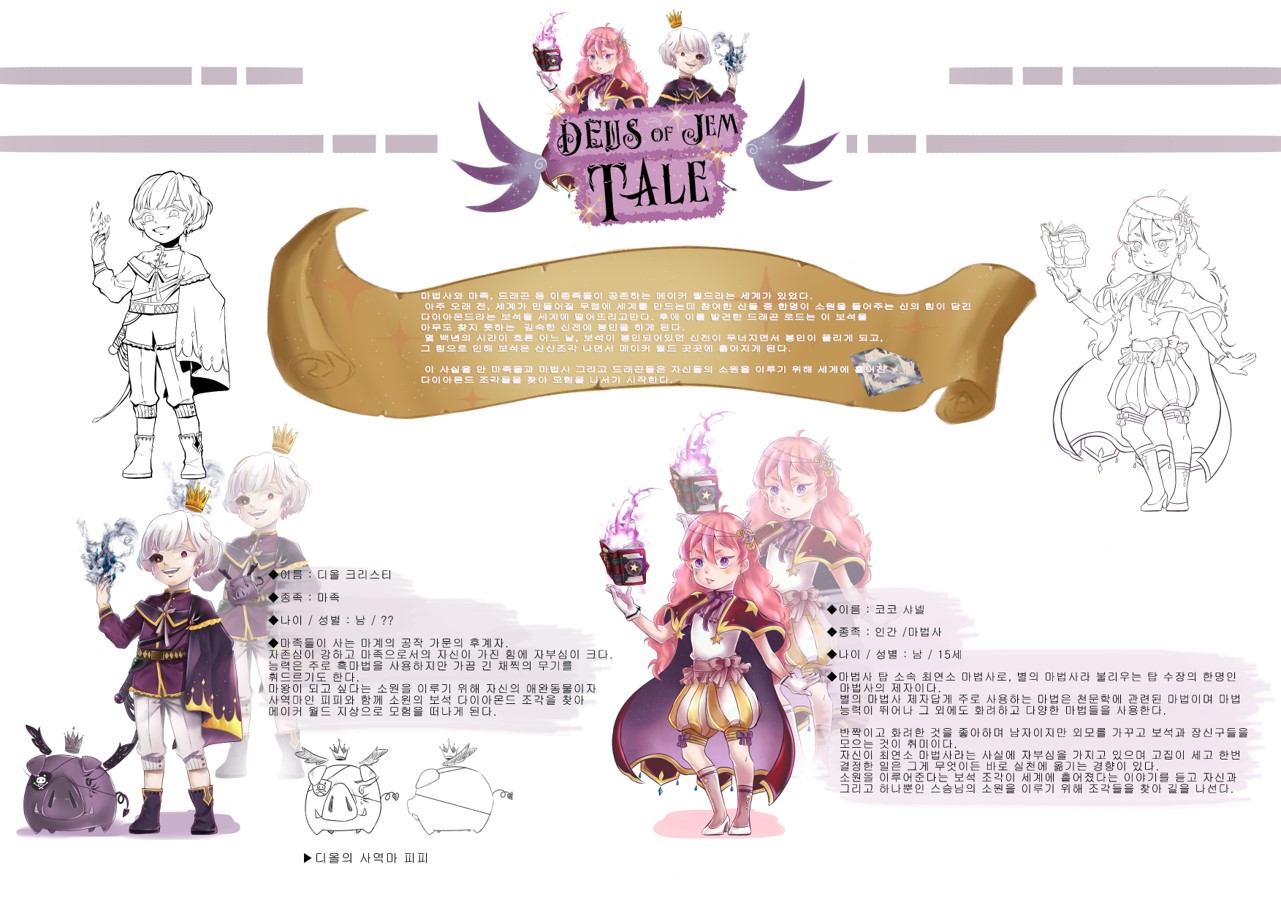 DEUS OF JEM
TALE
마법사와 마족, 드래곤 등 이종족들이 공존하는 메이커 월드라는 세계가 있었다.
아주 오래 전, 세계가 만들어질 무렵에 세계를 만드는데 참여한 신들 중 한명이 소원을 들어주는 신의 힘이 담긴
다이아몬드라는 보석을 세계에 떨어뜨리고만다. 후에 이를 발견한 드래곤 로드는 이 보석을
아무도 찾지 못하는 깊숙한 신전에 봉인을 하게 된다.
몇 백년의 시간이 흐른 어느 날, 보석이 봉인되어있던 신전이 무너지면서 봉인이 풀리게 되고,
그 힘으로 인해 보석은 산산조각 나면서 메이커 월드 곳곳에 흩어지게 된다.
이 사실을 안 마족들과 마법사 그리고 드래곤들은 자신들의 소원을 이루기 위해 세계에 흩어진
다이아몬드 조각들을 찾아 모험을 나서기 시작한다.
◆이름 : 디올 크리스티
◆종족 : 마족
◆나이 / 성별 : 남 / ??
◆마족들이 사는 마계의 공작 가문의 후계자.
자존심이 강하고 마족으로서의 자신이 가진 힘에 자부심이 크다.
능력은 주로 흑마법을 사용하지만 가끔 긴 채찍의 무기를
휘드르기도 한다.
마왕이 되고 싶다는 소원을 이루기 위해 자신의 애완동물이자
사역마인 피피와 함께 소원의 보석 다이아몬드 조각을 찾아
메이커 월드 지상으로 모험을 떠나게 된다.
▶디올의 사역마 피피
◆이름 : 코코 샤넬
◆종족 : 인간 /마법사
◆나이 / 성별 : 남 / 15세
◆마법사 탑 소속 최연소 마법사로, 별의 마법사라 불리우는 탑 수장의 한명인
마법사의 제자이다.
별의 마법사 제자답게 주로 사용하는 마법은 천문학에 관련된 마법이며 마법
능력이 뛰어나 그 외에도 화려하고 다양한 마법들을 사용한다.
반짝이고 화려한 것을 좋아하며 남자이지만 외모를 가꾸고 보석과 장신구들을
모으는 것이 취미이다.
자신이 최연소 마법사라는 사실에 자부심을 가지고 있으며 고집이 세고 한번
결정한 일은 그게 무엇이든 바로 실천에 옮기는 경향이 있다.
소원을 이루어준다는 보석 조각이 세계에 흩어졌다는 이야기를 듣고 자신과
그리고 하나뿐인 스승님의 소원을 이루기 위해 조각들을 찾아 길을 나선다.